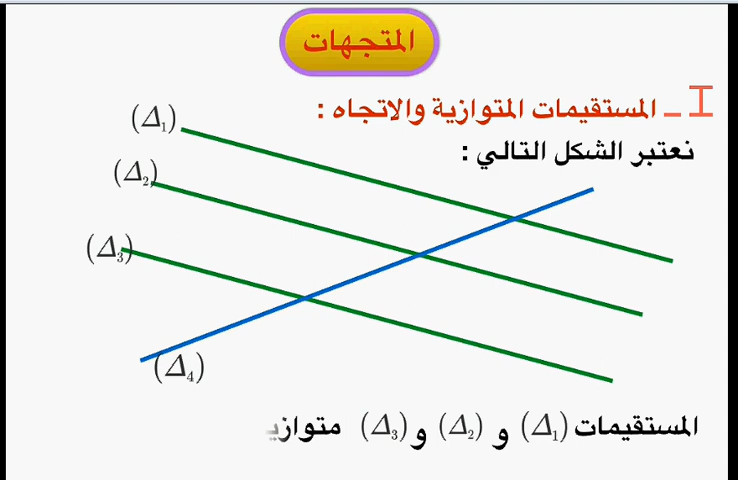 المتجهات
I _ المستقيمات المتوازية والاتجاه :
نعتبر الشكل التالي :
(Δ₁)
(Δ₂)
(Δ₃)
(Δ₄)
المستقيمات (Δ₁) و (Δ₂) و (Δ₃)